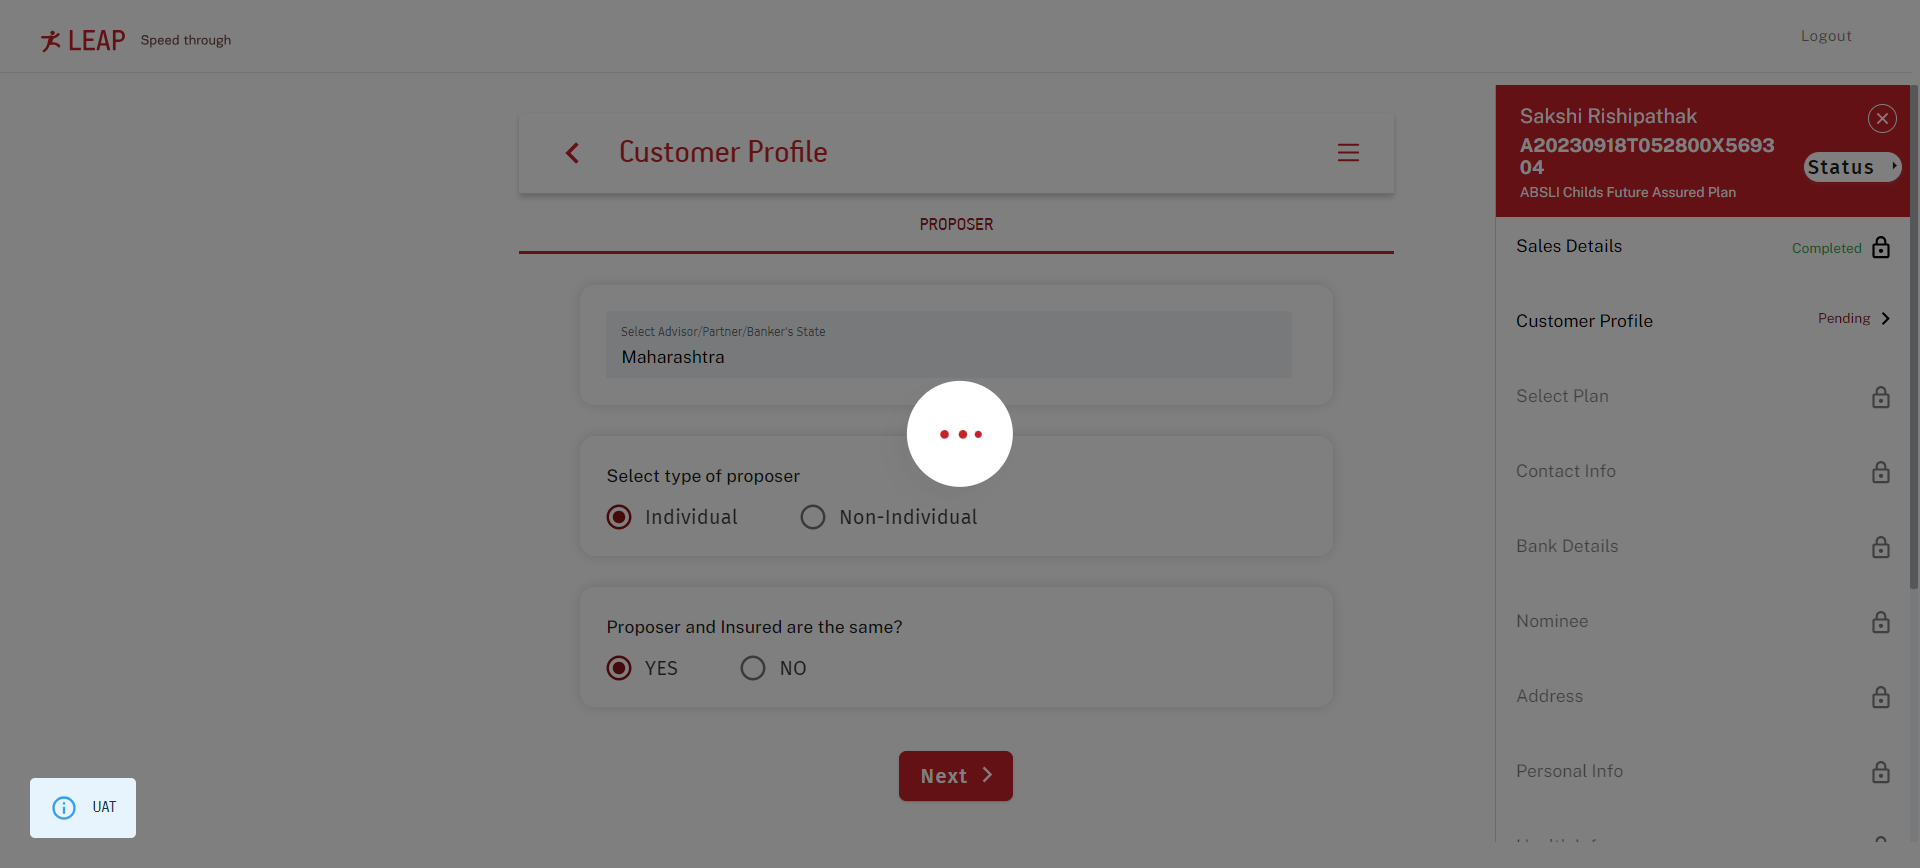 LEAP Speed through
Logout
Customer Profile
PROPOSER
Select Advisor/Partner/Banker's State
Maharashtra
Select type of proposer
Individual Non-Individual
Proposer and Insured are the same?
YES NO
Next
UAT
Sakshi Rishipathak
A20230918T052800X5693
04
Status
ABSLI Childs Future Assured Plan
Sales Details Completed
Customer Profile Pending
Select Plan
Contact Info
Bank Details
Nominee
Address
Personal Info